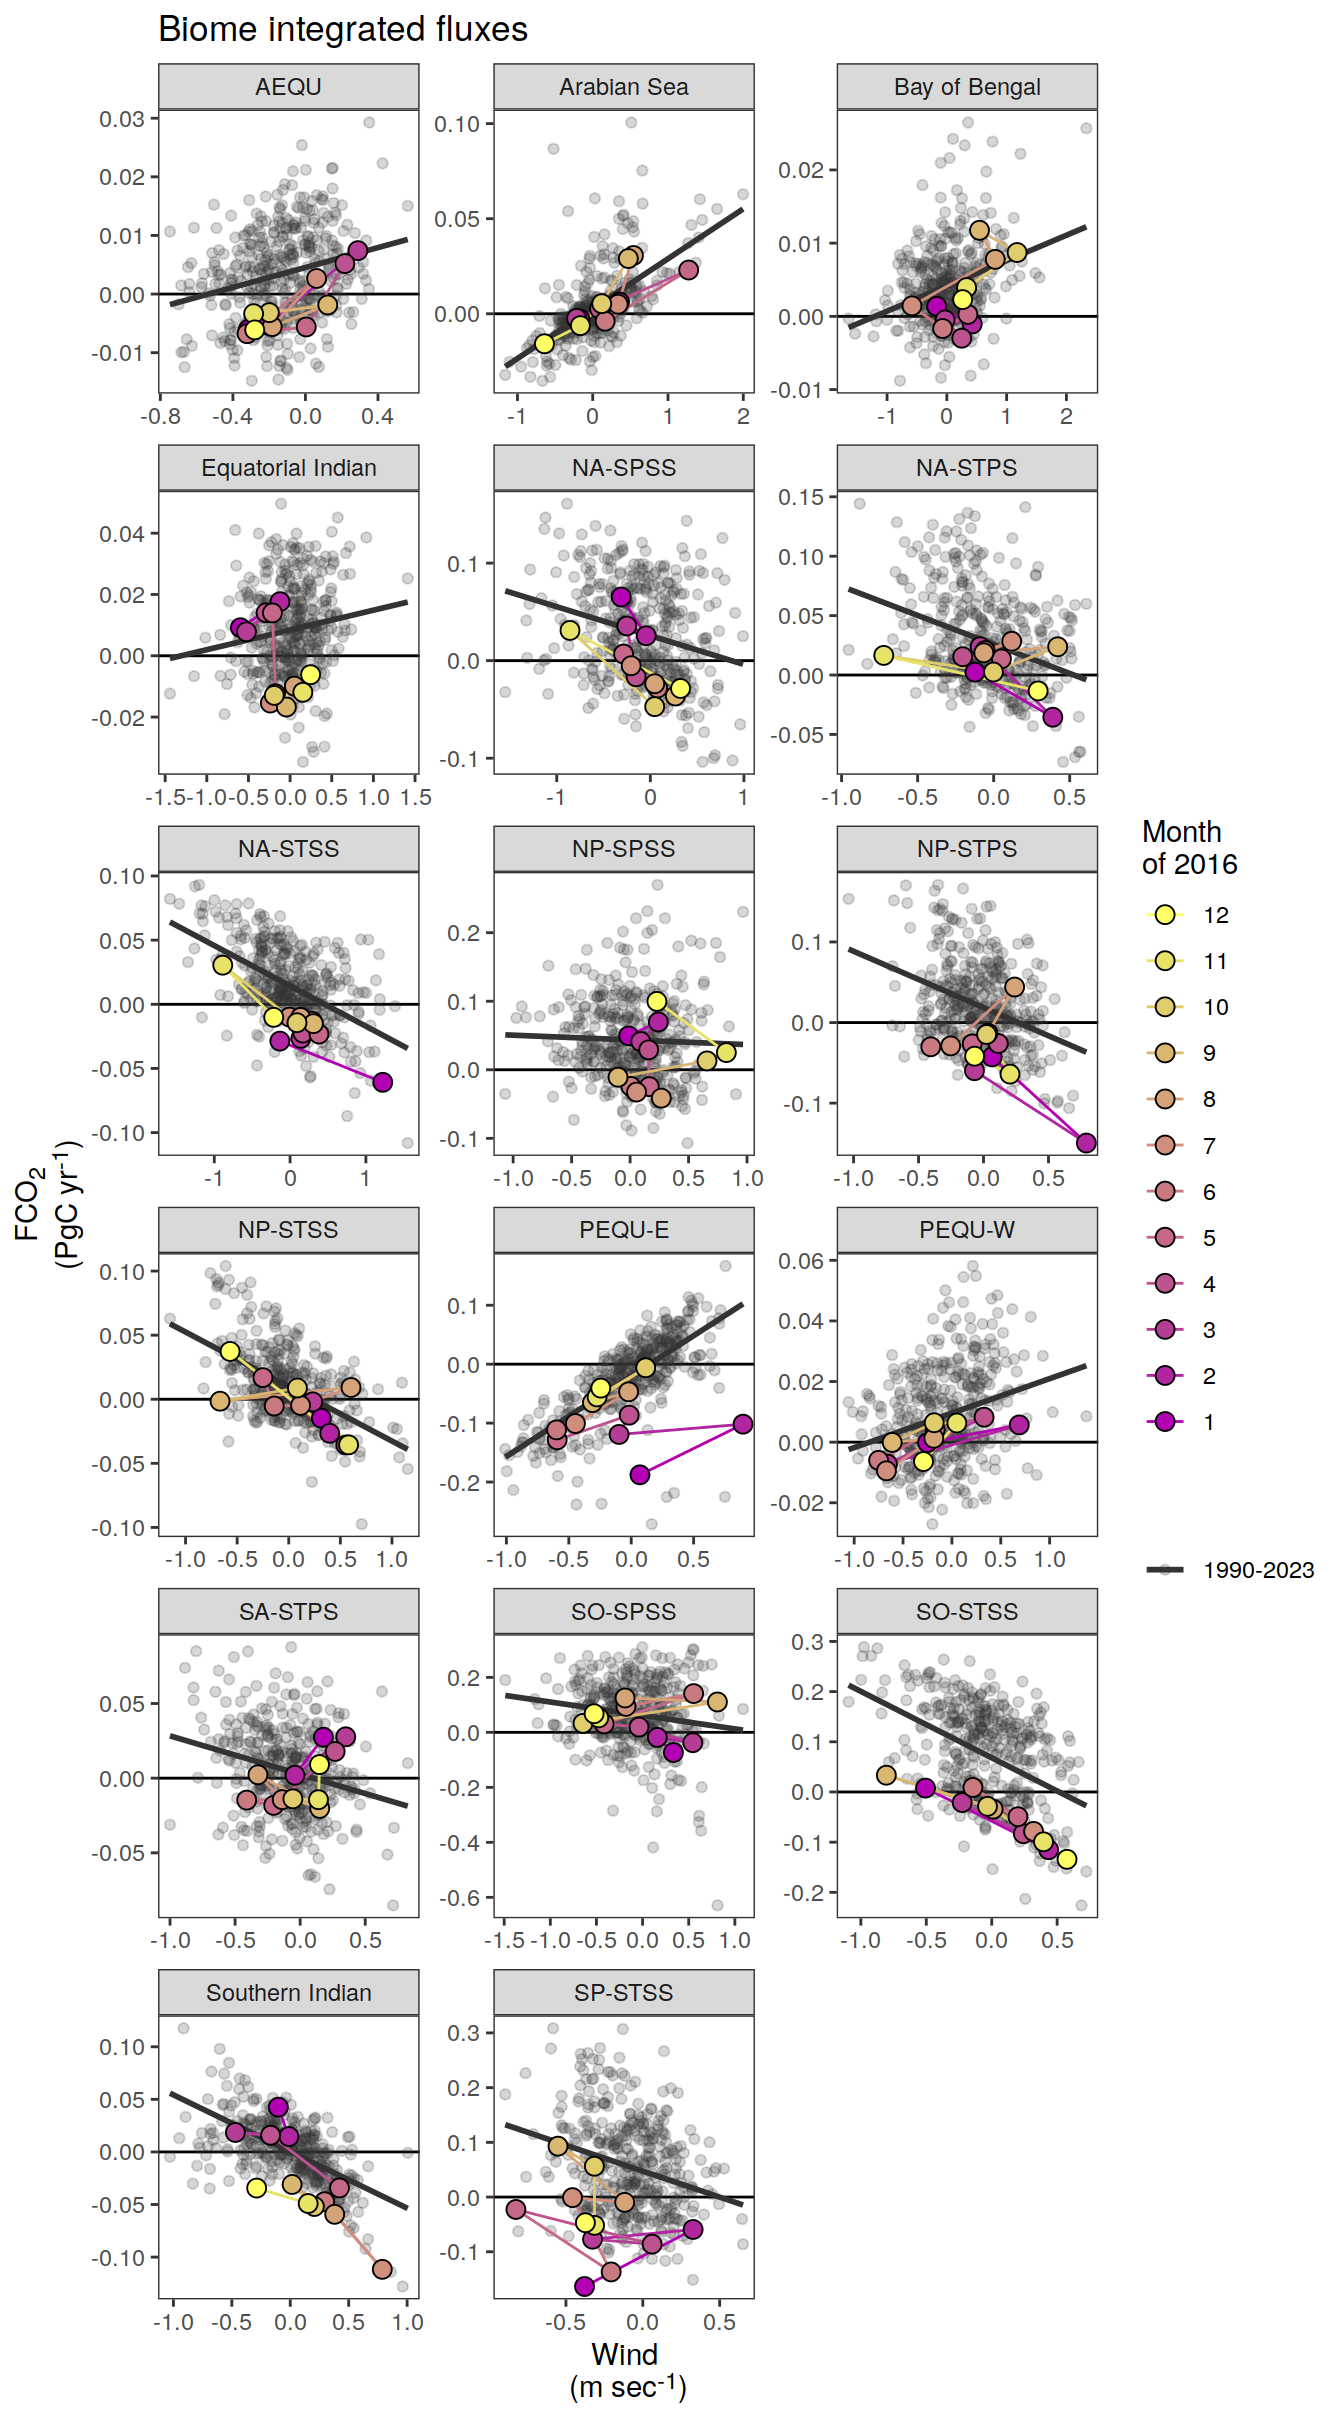 Biome integrated fluxes
AEQU
Arabian Sea
Bay of Bengal
0.03
0.02
0.01
0.00
-0.01
0.10
0.05
0.00
0.02
0.01
0.00
-0.01
-0.8 -0.4 0.0 0.4
-1 0 1 2
-1 0 1 2
Equatorial Indian
NA-SPSS
NA-STPS
0.04
0.02
0.00
-0.02
0.1
0.0
-0.1
0.15
0.10
0.05
0.00
-0.05
-1.5 -1.0 -0.5 0.0 0.5 1.0 1.5
-1 0 1
-1.0 -0.5 0.0 0.5
NA-STSS
NP-SPSS
NP-STPS
0.10
0.05
0.00
-0.05
-0.10
0.2
0.1
0.0
-0.1
0.1
0.0
-0.1
-1 0 1
-1.0 -0.5 0.0 0.5 1.0
-1.0 -0.5 0.0 0.5
NP-STSS
PEQU-E
PEQU-W
0.10
0.05
0.00
-0.05
-0.10
0.1
0.0
-0.1
-0.2
0.06
0.04
0.02
0.00
-0.02
-1.0 -0.5 0.0 0.5 1.0
-1.0 -0.5 0.0 0.5
-1.0 -0.5 0.0 0.5 1.0
SA-STPS
SO-SPSS
SO-STSS
0.05
0.00
-0.05
0.2
0.0
-0.2
-0.4
-0.6
0.3
0.2
0.1
0.0
-0.1
-0.2
-1.0 -0.5 0.0 0.5
-1.5 -1.0 -0.5 0.0 0.5 1.0
-1.0 -0.5 0.0 0.5
Southern Indian
SP-STSS
0.10
0.05
0.00
-0.05
-0.10
0.3
0.2
0.1
0.0
-0.1
-1.0 -0.5 0.0 0.5 1.0
-0.5 0.0 0.5
Wind
(m sec⁻¹)
FCO₂
(PgC yr⁻¹)
Month
of 2016
12
11
10
9
8
7
6
5
4
3
2
1
1990-2023